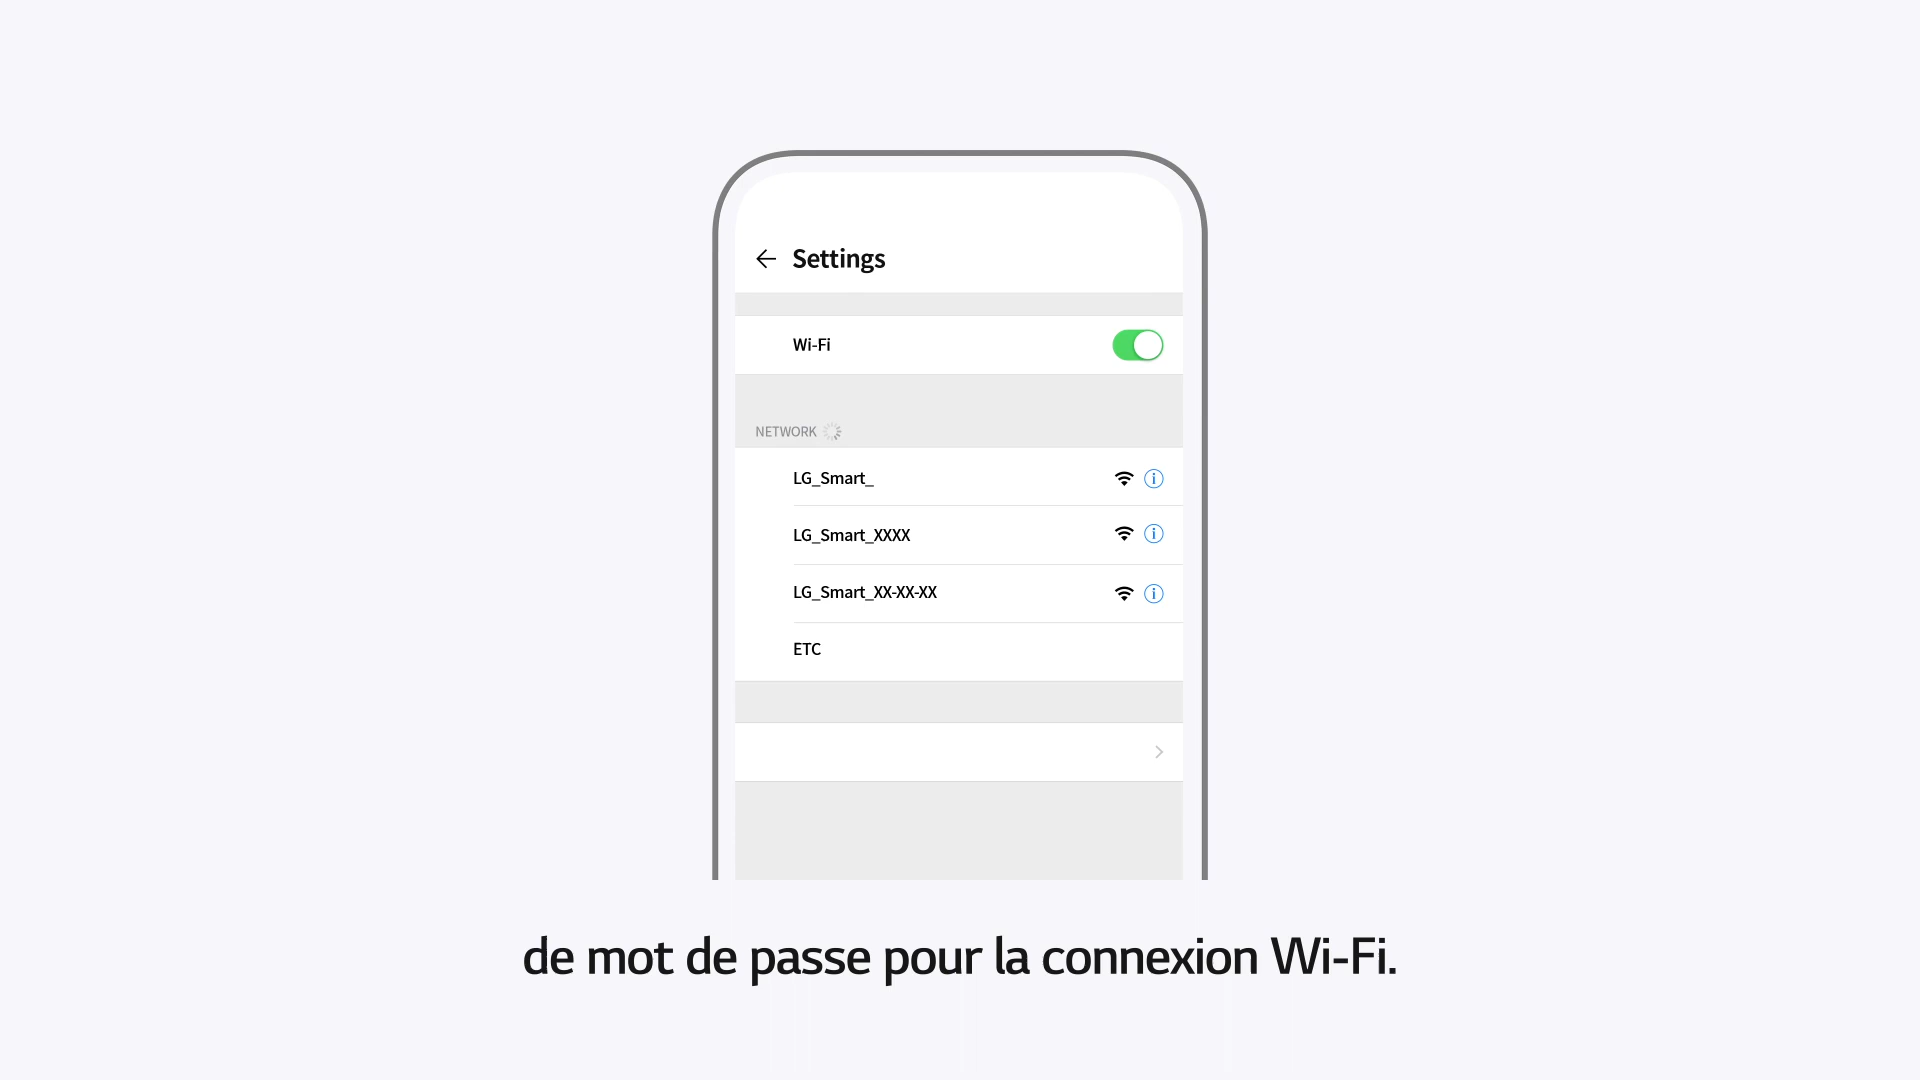 Settings
Wi-Fi
NETWORK
LG_Smart_
LG_Smart_XXXX
LG_Smart_XX-XX-XX
ETC
de mot de passe pour la connexion Wi-Fi.